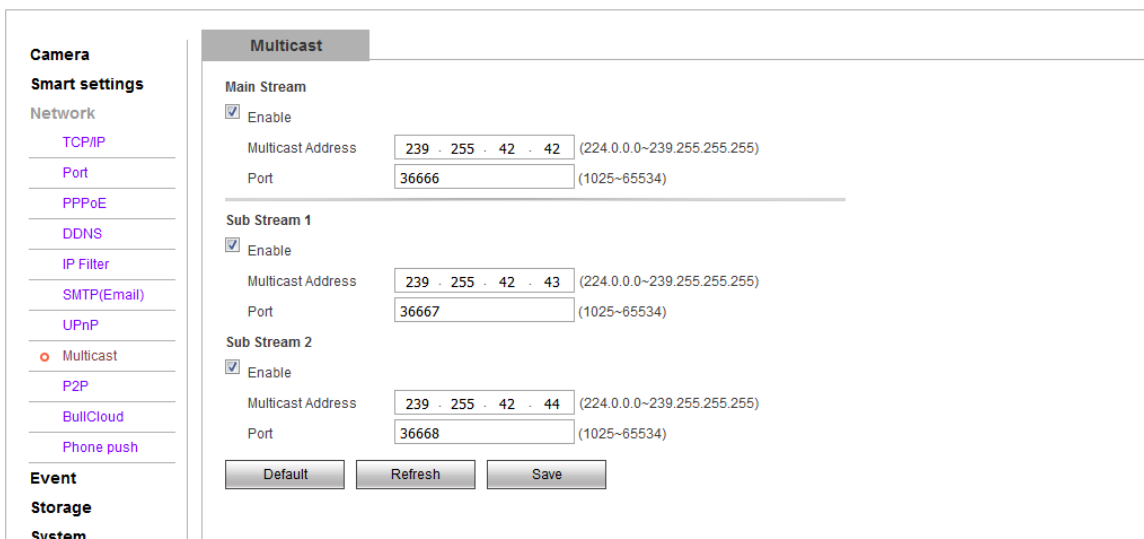 Camera
Smart settings
Network
TCP/IP
Port
PPPoE
DDNS
IP Filter
SMTP(Email)
UPnP
Multicast
P2P
BullCloud
Phone push
Event
Storage
System
Multicast
Main Stream
Enable
Multicast Address 239 . 255 . 42 . 42 (224.0.0.0~239.255.255.255)
Port 36666 (1025~65534)
Sub Stream 1
Enable
Multicast Address 239 . 255 . 42 . 43 (224.0.0.0~239.255.255.255)
Port 36667 (1025~65534)
Sub Stream 2
Enable
Multicast Address 239 . 255 . 42 . 44 (224.0.0.0~239.255.255.255)
Port 36668 (1025~65534)
Default Refresh Save